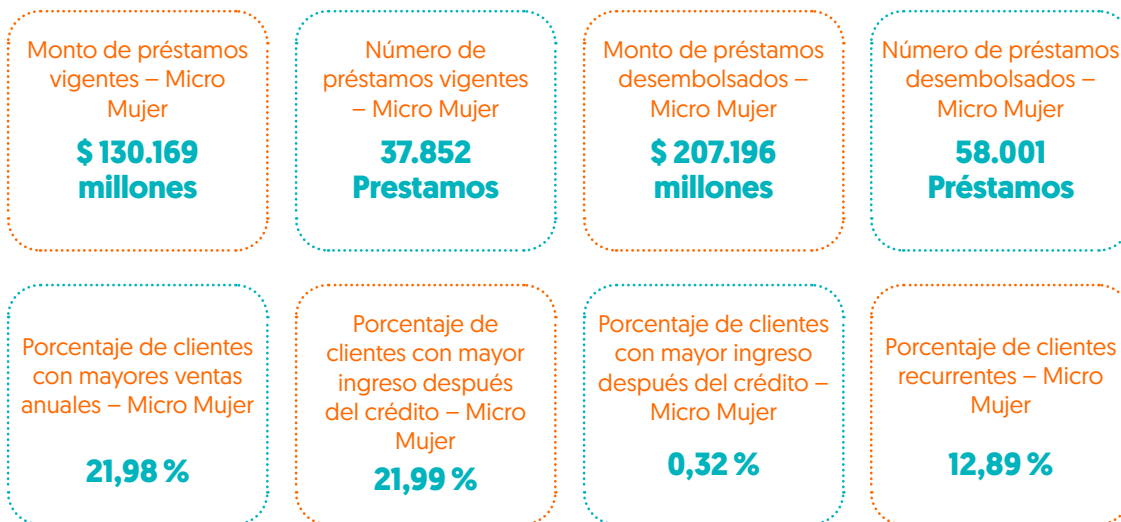 Monto de préstamos
vigentes – Micro
Mujer
$ 130.169
millones
Número de
préstamos vigentes
– Micro Mujer
37.852
Prestamos
Monto de préstamos
desembolsados –
Micro Mujer
$ 207.196
millones
Número de préstamos
desembolsados –
Micro Mujer
58.001
Préstamos
Porcentaje de clientes
con mayores ventas
anuales – Micro Mujer
21,98 %
Porcentaje de
clientes con mayor
ingreso después
del crédito – Micro
Mujer
21,99 %
Porcentaje de clientes
con mayor ingreso
después del crédito –
Micro Mujer
0,32 %
Porcentaje de clientes
recurrentes – Micro
Mujer
12,89 %